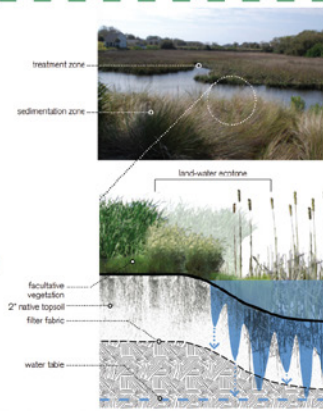 treatment zone
sedimentation zone
land-water ecotone
facultative
vegetation
2" native topsoil
filter fabric
water table